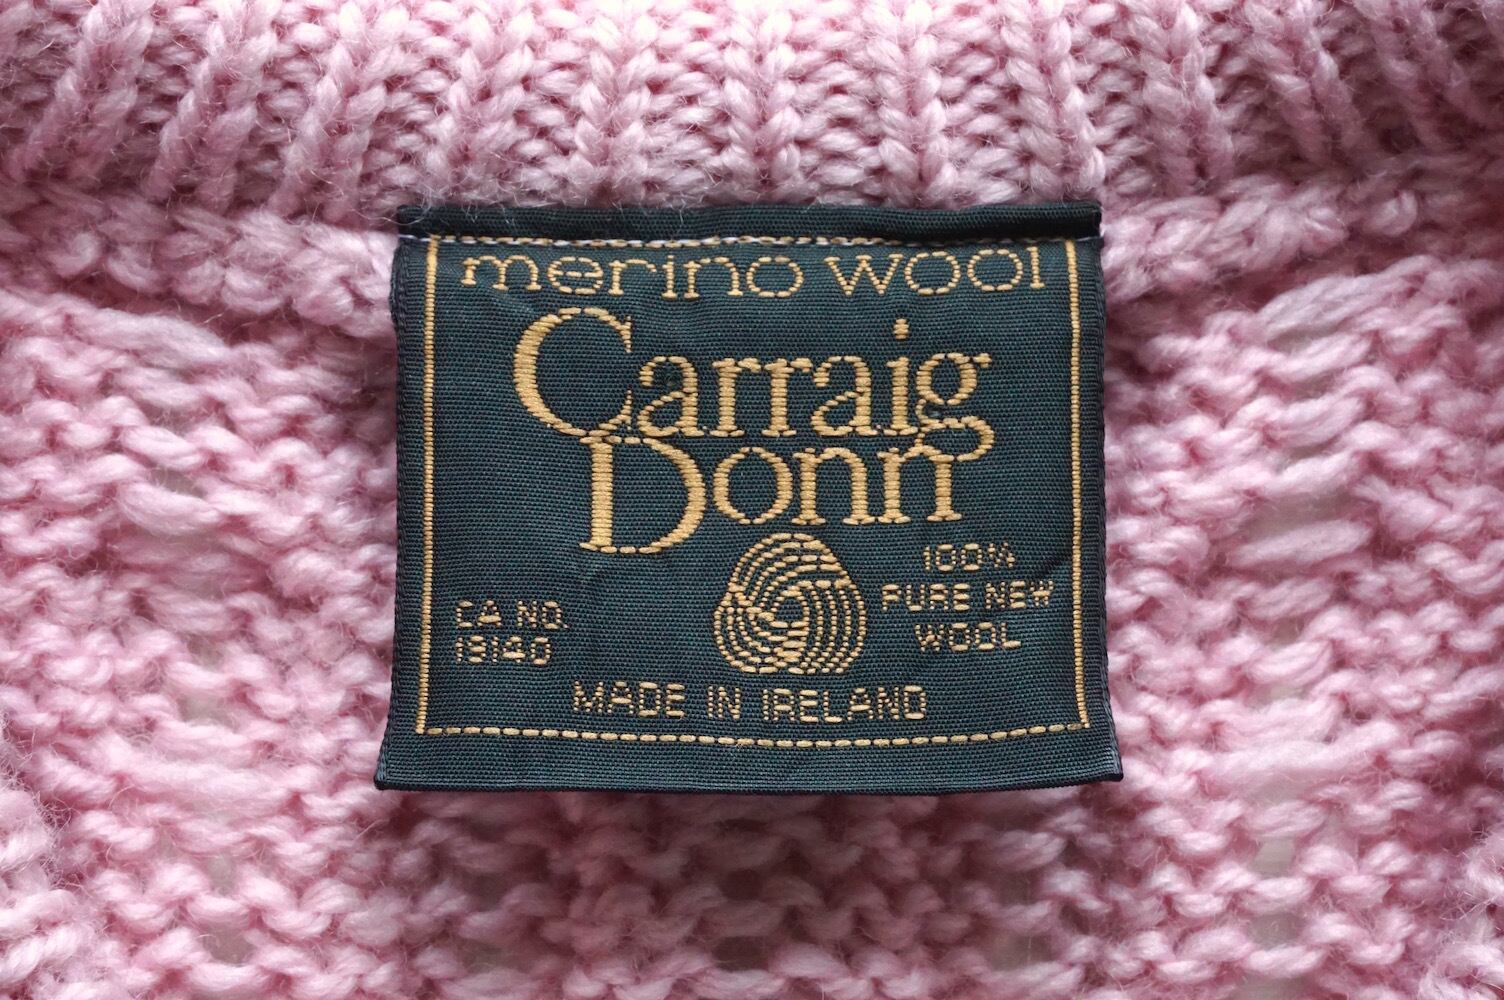 merino wool
Carraig
Donn
100%
PURE NEW
WOOL
CA NO.
19140
MADE IN IRELAND